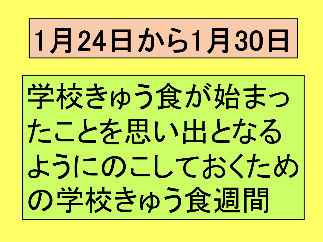 1月24日から1月30日
学校きゅう食が始まっ
たことを思い出となる
ようにのこしておくため
の学校きゅう食週間